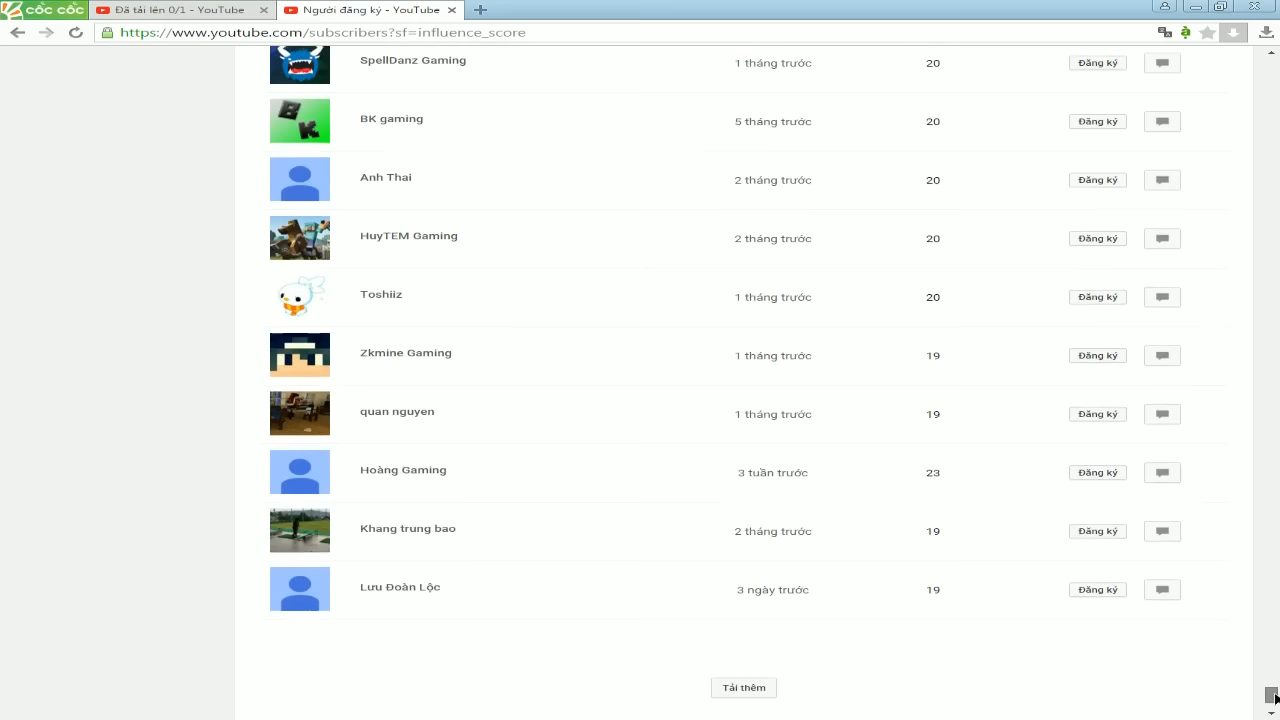 cốc cốc
Đã tải lên 0/1 - YouTube
Người đăng ký - YouTube
https://www.youtube.com/subscribers?sf=influence_score
SpellDanz Gaming 1 tháng trước 20 Đăng ký
BK gaming 5 tháng trước 20 Đăng ký
Anh Thai 2 tháng trước 20 Đăng ký
HuyTEM Gaming 2 tháng trước 20 Đăng ký
Toshiiz 1 tháng trước 20 Đăng ký
Zkmine Gaming 1 tháng trước 19 Đăng ký
quan nguyen 1 tháng trước 19 Đăng ký
Hoàng Gaming 3 tuần trước 23 Đăng ký
Khang trung bao 2 tháng trước 19 Đăng ký
Lưu Đoàn Lộc 3 ngày trước 19 Đăng ký
Tải thêm